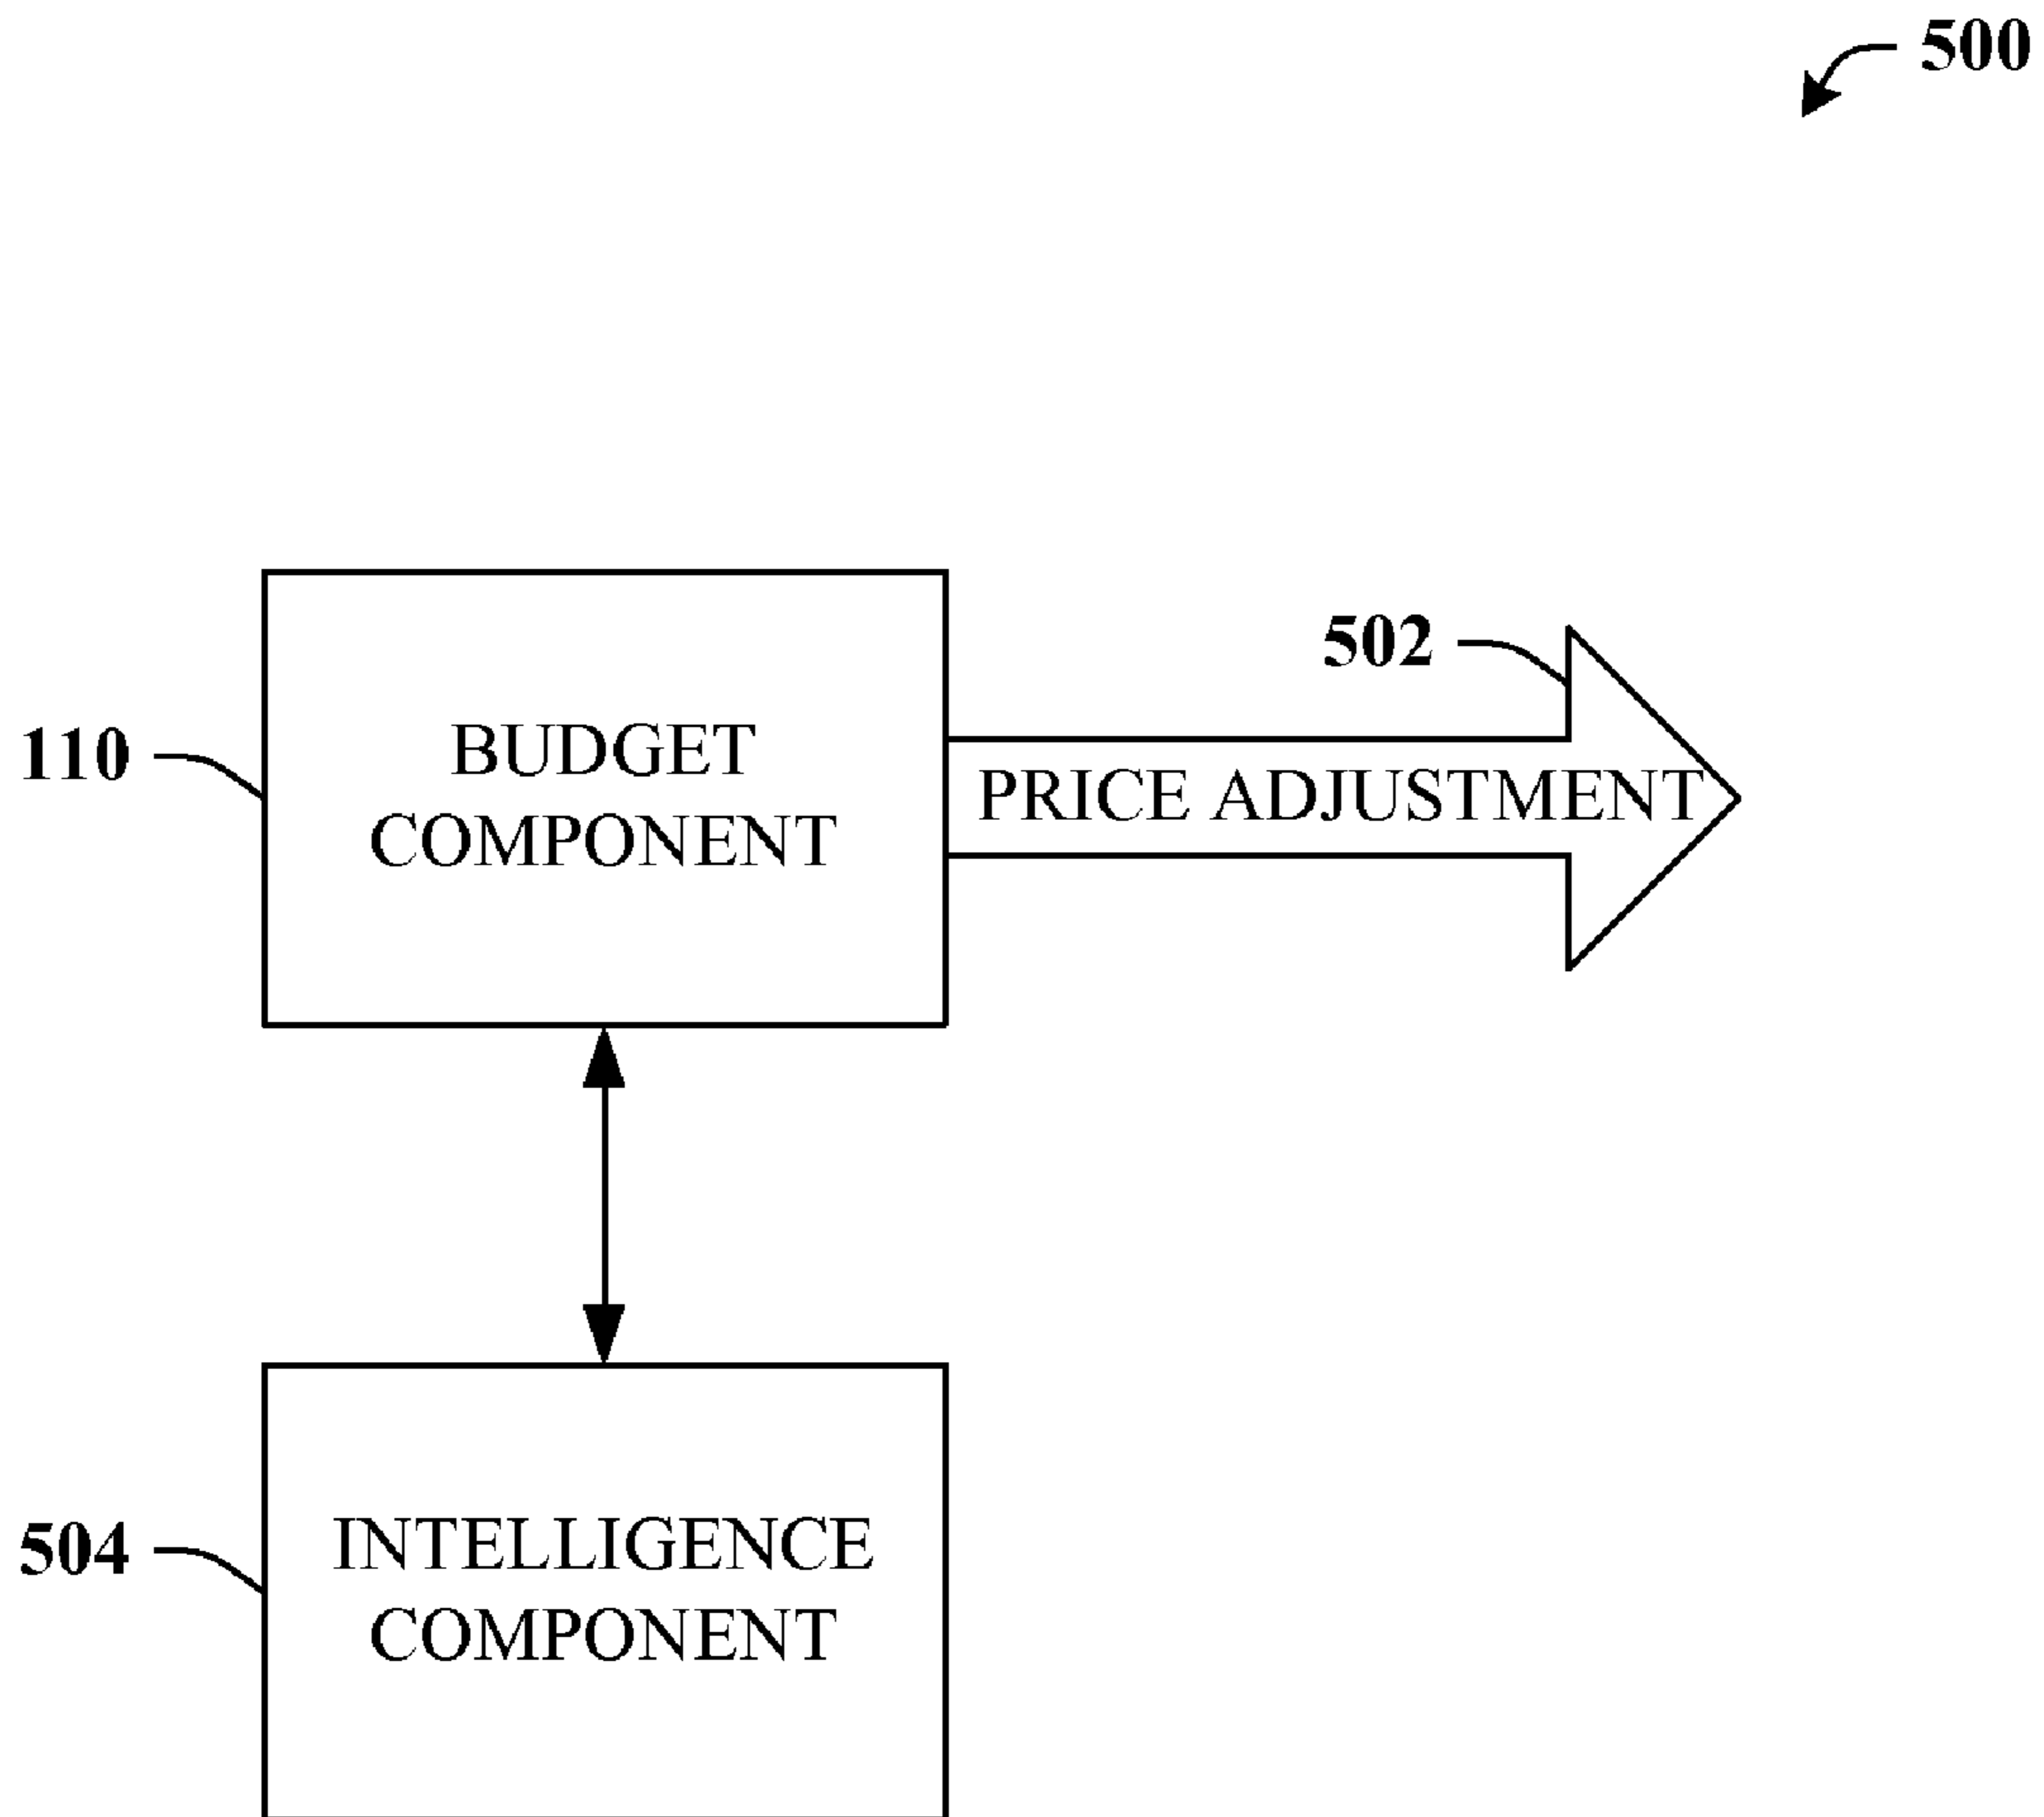 500
502
110
BUDGET
COMPONENT
PRICE ADJUSTMENT
504
INTELLIGENCE
COMPONENT